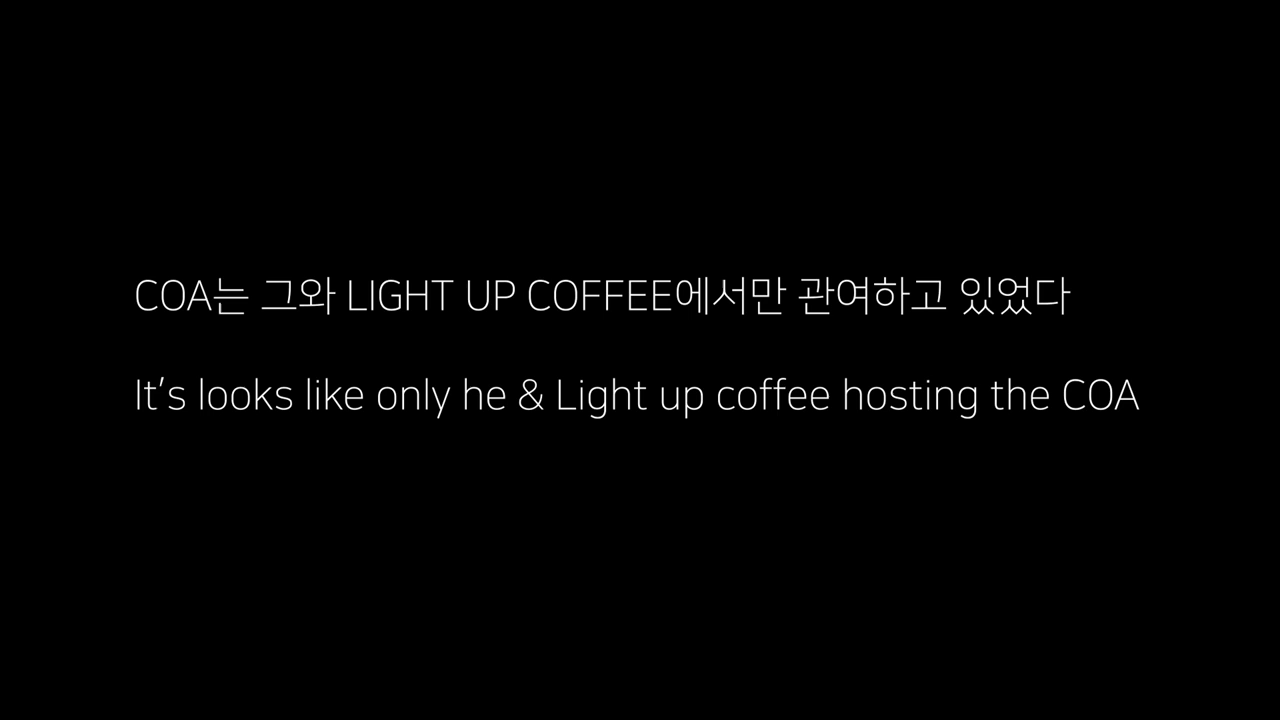 COA는 그와 LIGHT UP COFFEE에서만 관여하고 있었다
It’s looks like only he & Light up coffee hosting the COA